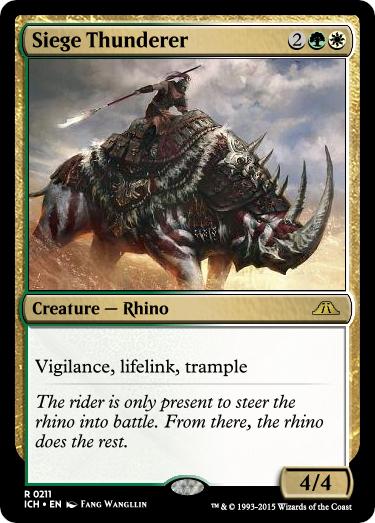 Siege Thunderer 2
Creature — Rhino
Vigilance, lifelink, trample
The rider is only present to steer the
rhino into battle. From there, the rhino
does the rest.
4/4
R 0211
ICH • EN Fang Wangllin
™ & © 1993-2015 Wizards of the Coast